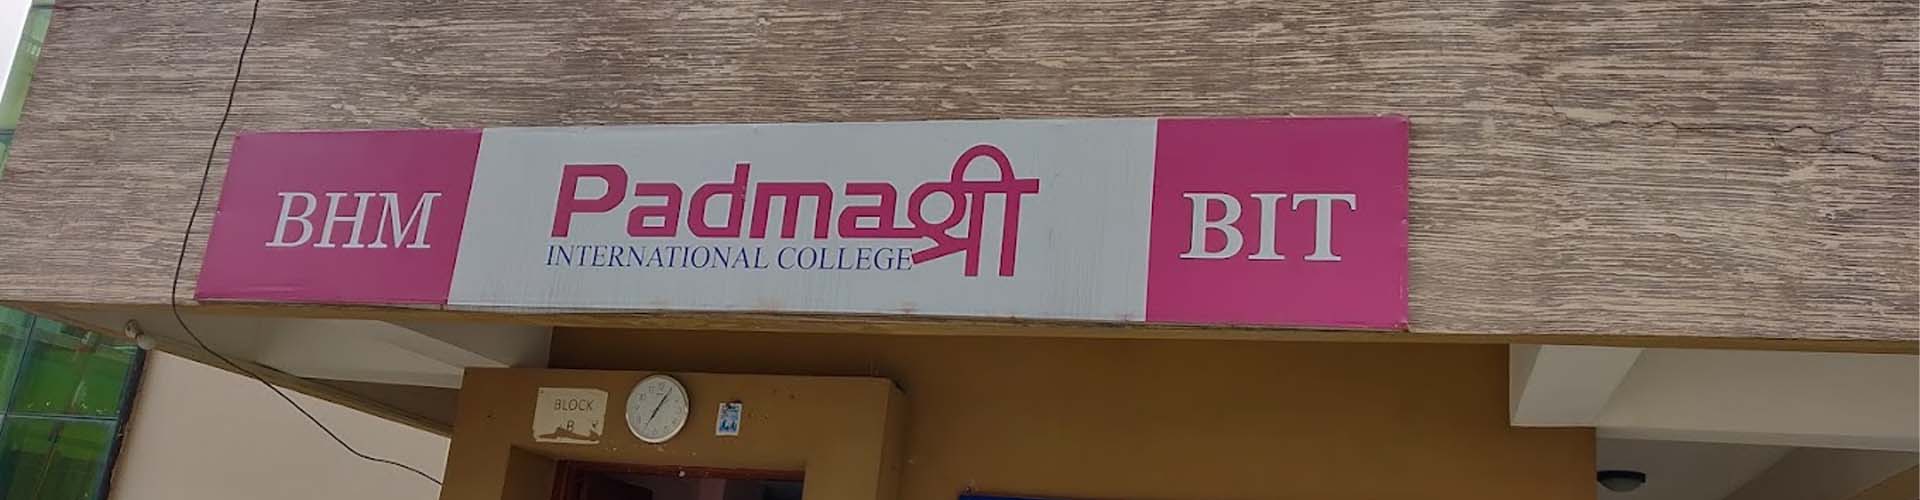 BHM
Padmaश्री
INTERNATIONAL COLLEGE
BIT
BLOCK
B